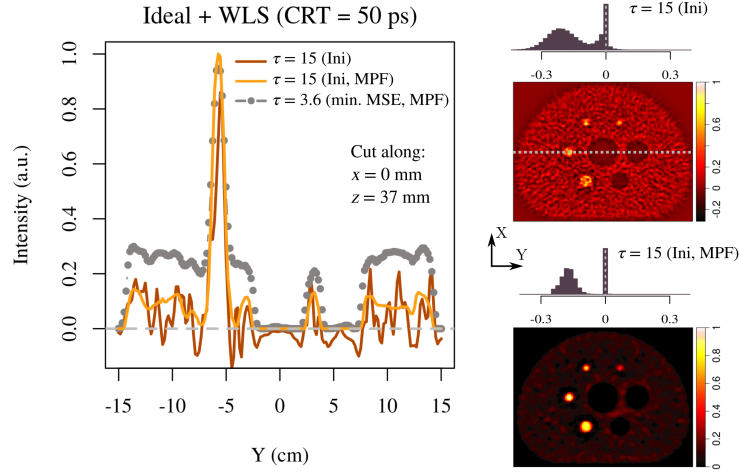 Ideal + WLS (CRT = 50 ps)
Intensity (a.u.)
1.0
0.8
0.6
0.4
0.2
0.0
τ = 15 (Ini)
τ = 15 (Ini, MPF)
τ = 3.6 (min. MSE, MPF)
Cut along:
x = 0 mm
z = 37 mm
-15
-10
-5
0
5
10
15
Y (cm)
τ = 15 (Ini)
-0.3
0
0.3
1
0.8
0.6
0.4
0.2
0
-0.2
X
Y
τ = 15 (Ini, MPF)
-0.3
0
0.3
1
0.8
0.6
0.4
0.2
0